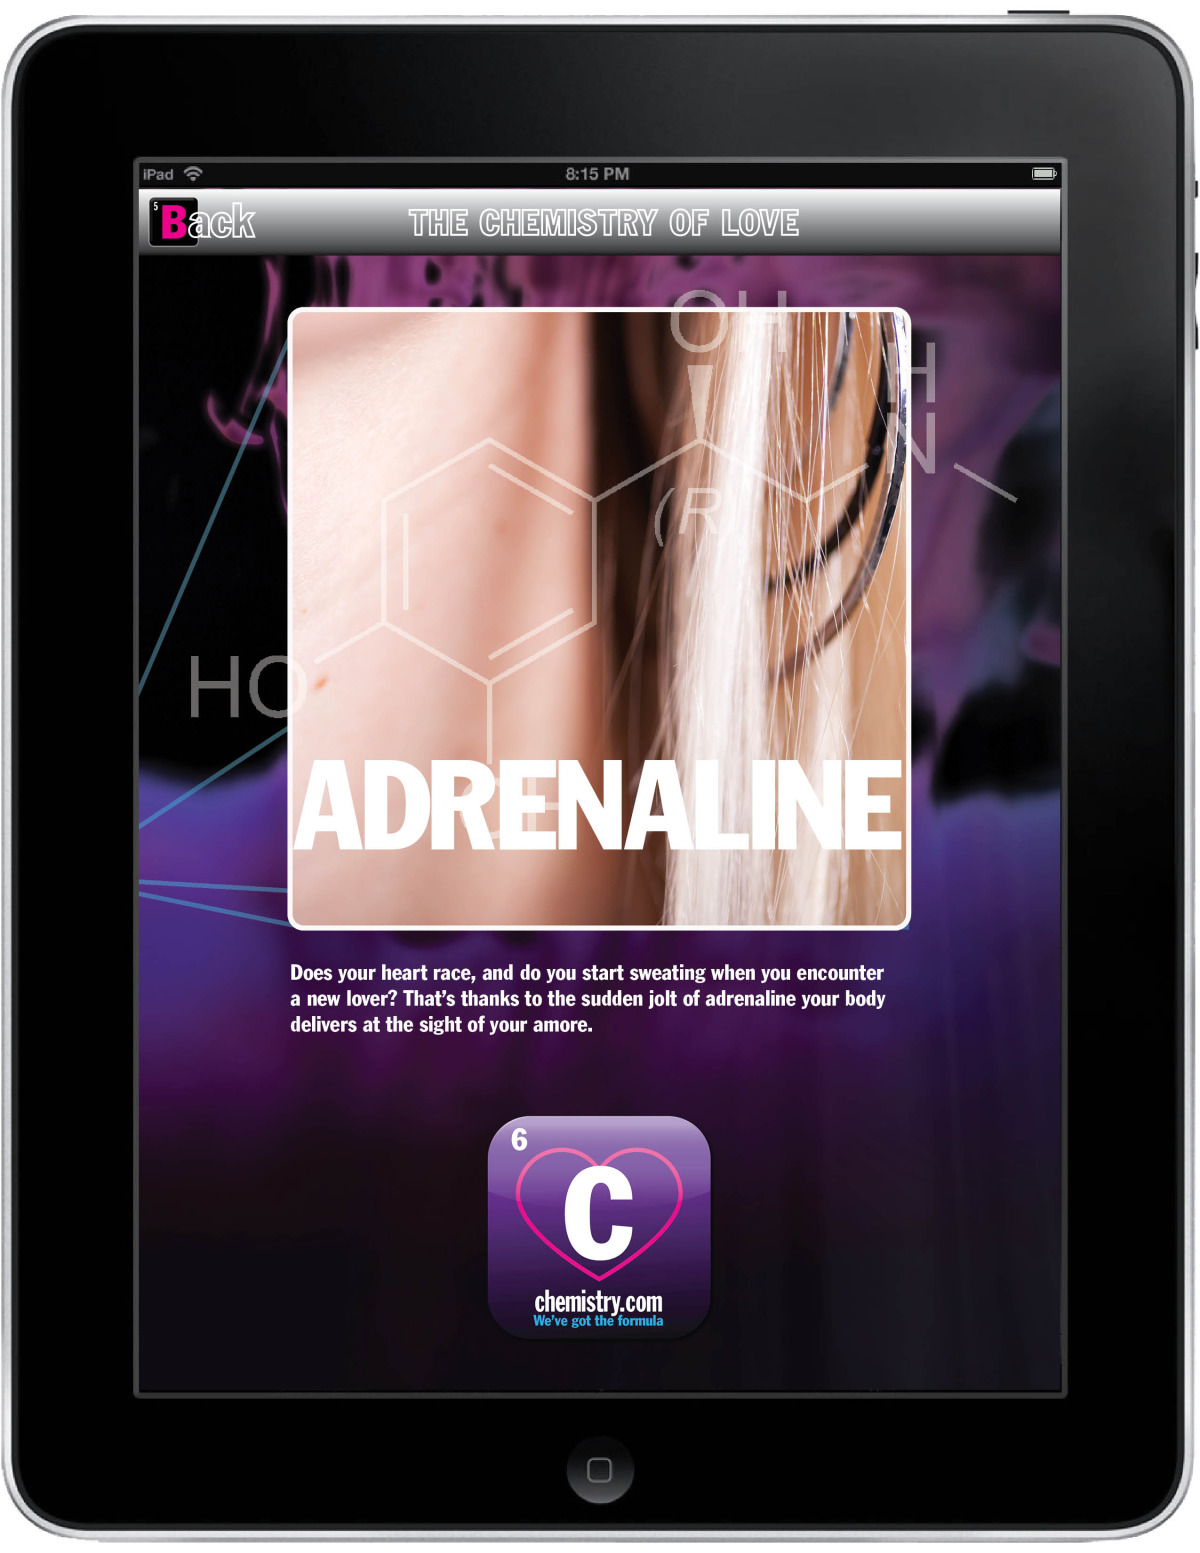 iPad
8:15 PM
5
Back
THE CHEMISTRY OF LOVE
OH
H
N
(R
HO
ADRENALINE
Does your heart race, and do you start sweating when you encounter
a new lover? That's thanks to the sudden jolt of adrenaline your body
delivers at the sight of your amore.
6
C
chemistry.com
We've got the formula